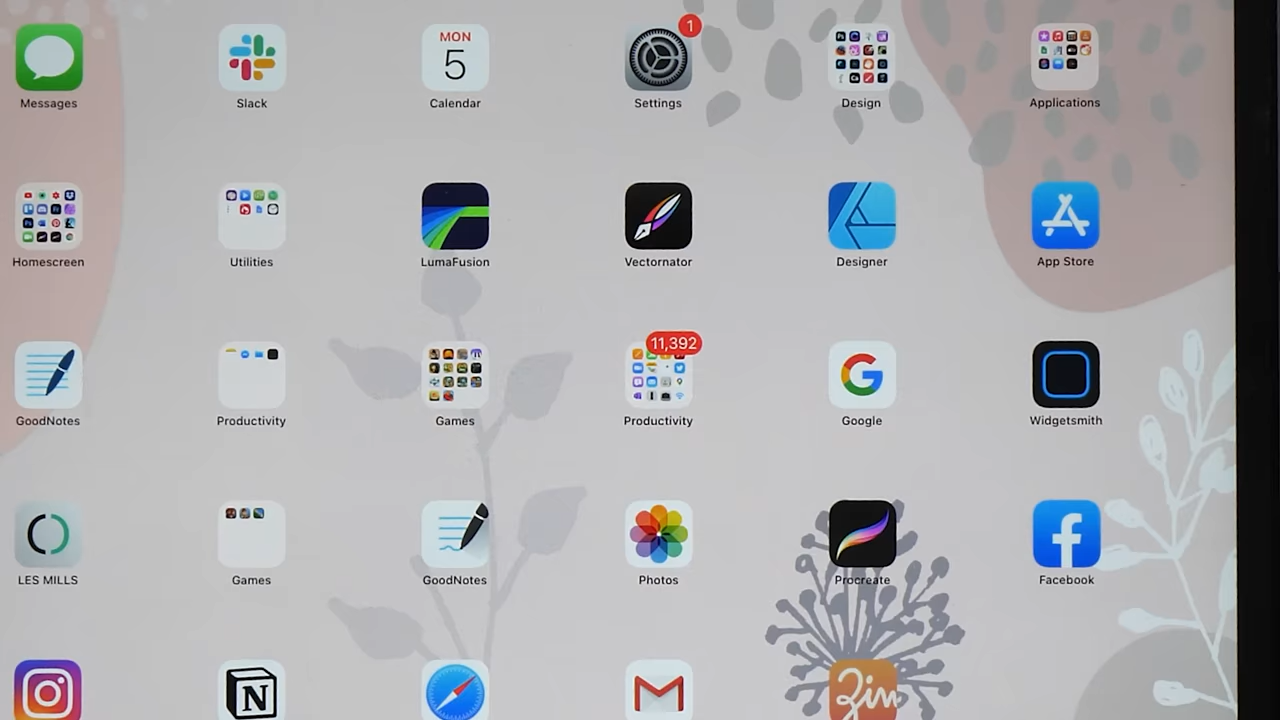 1
MON
5
Messages
Slack
Calendar
Settings
Design
Applications
Homescreen
Utilities
LumaFusion
Vectornator
Designer
App Store
11,392
GoodNotes
Productivity
Games
Productivity
Google
Widgetsmith
LES MILLS
Games
GoodNotes
Photos
Procreate
Facebook
Zin